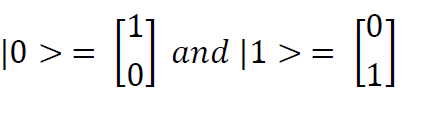 |0 > = [1 0] and |1 > = [0 1]